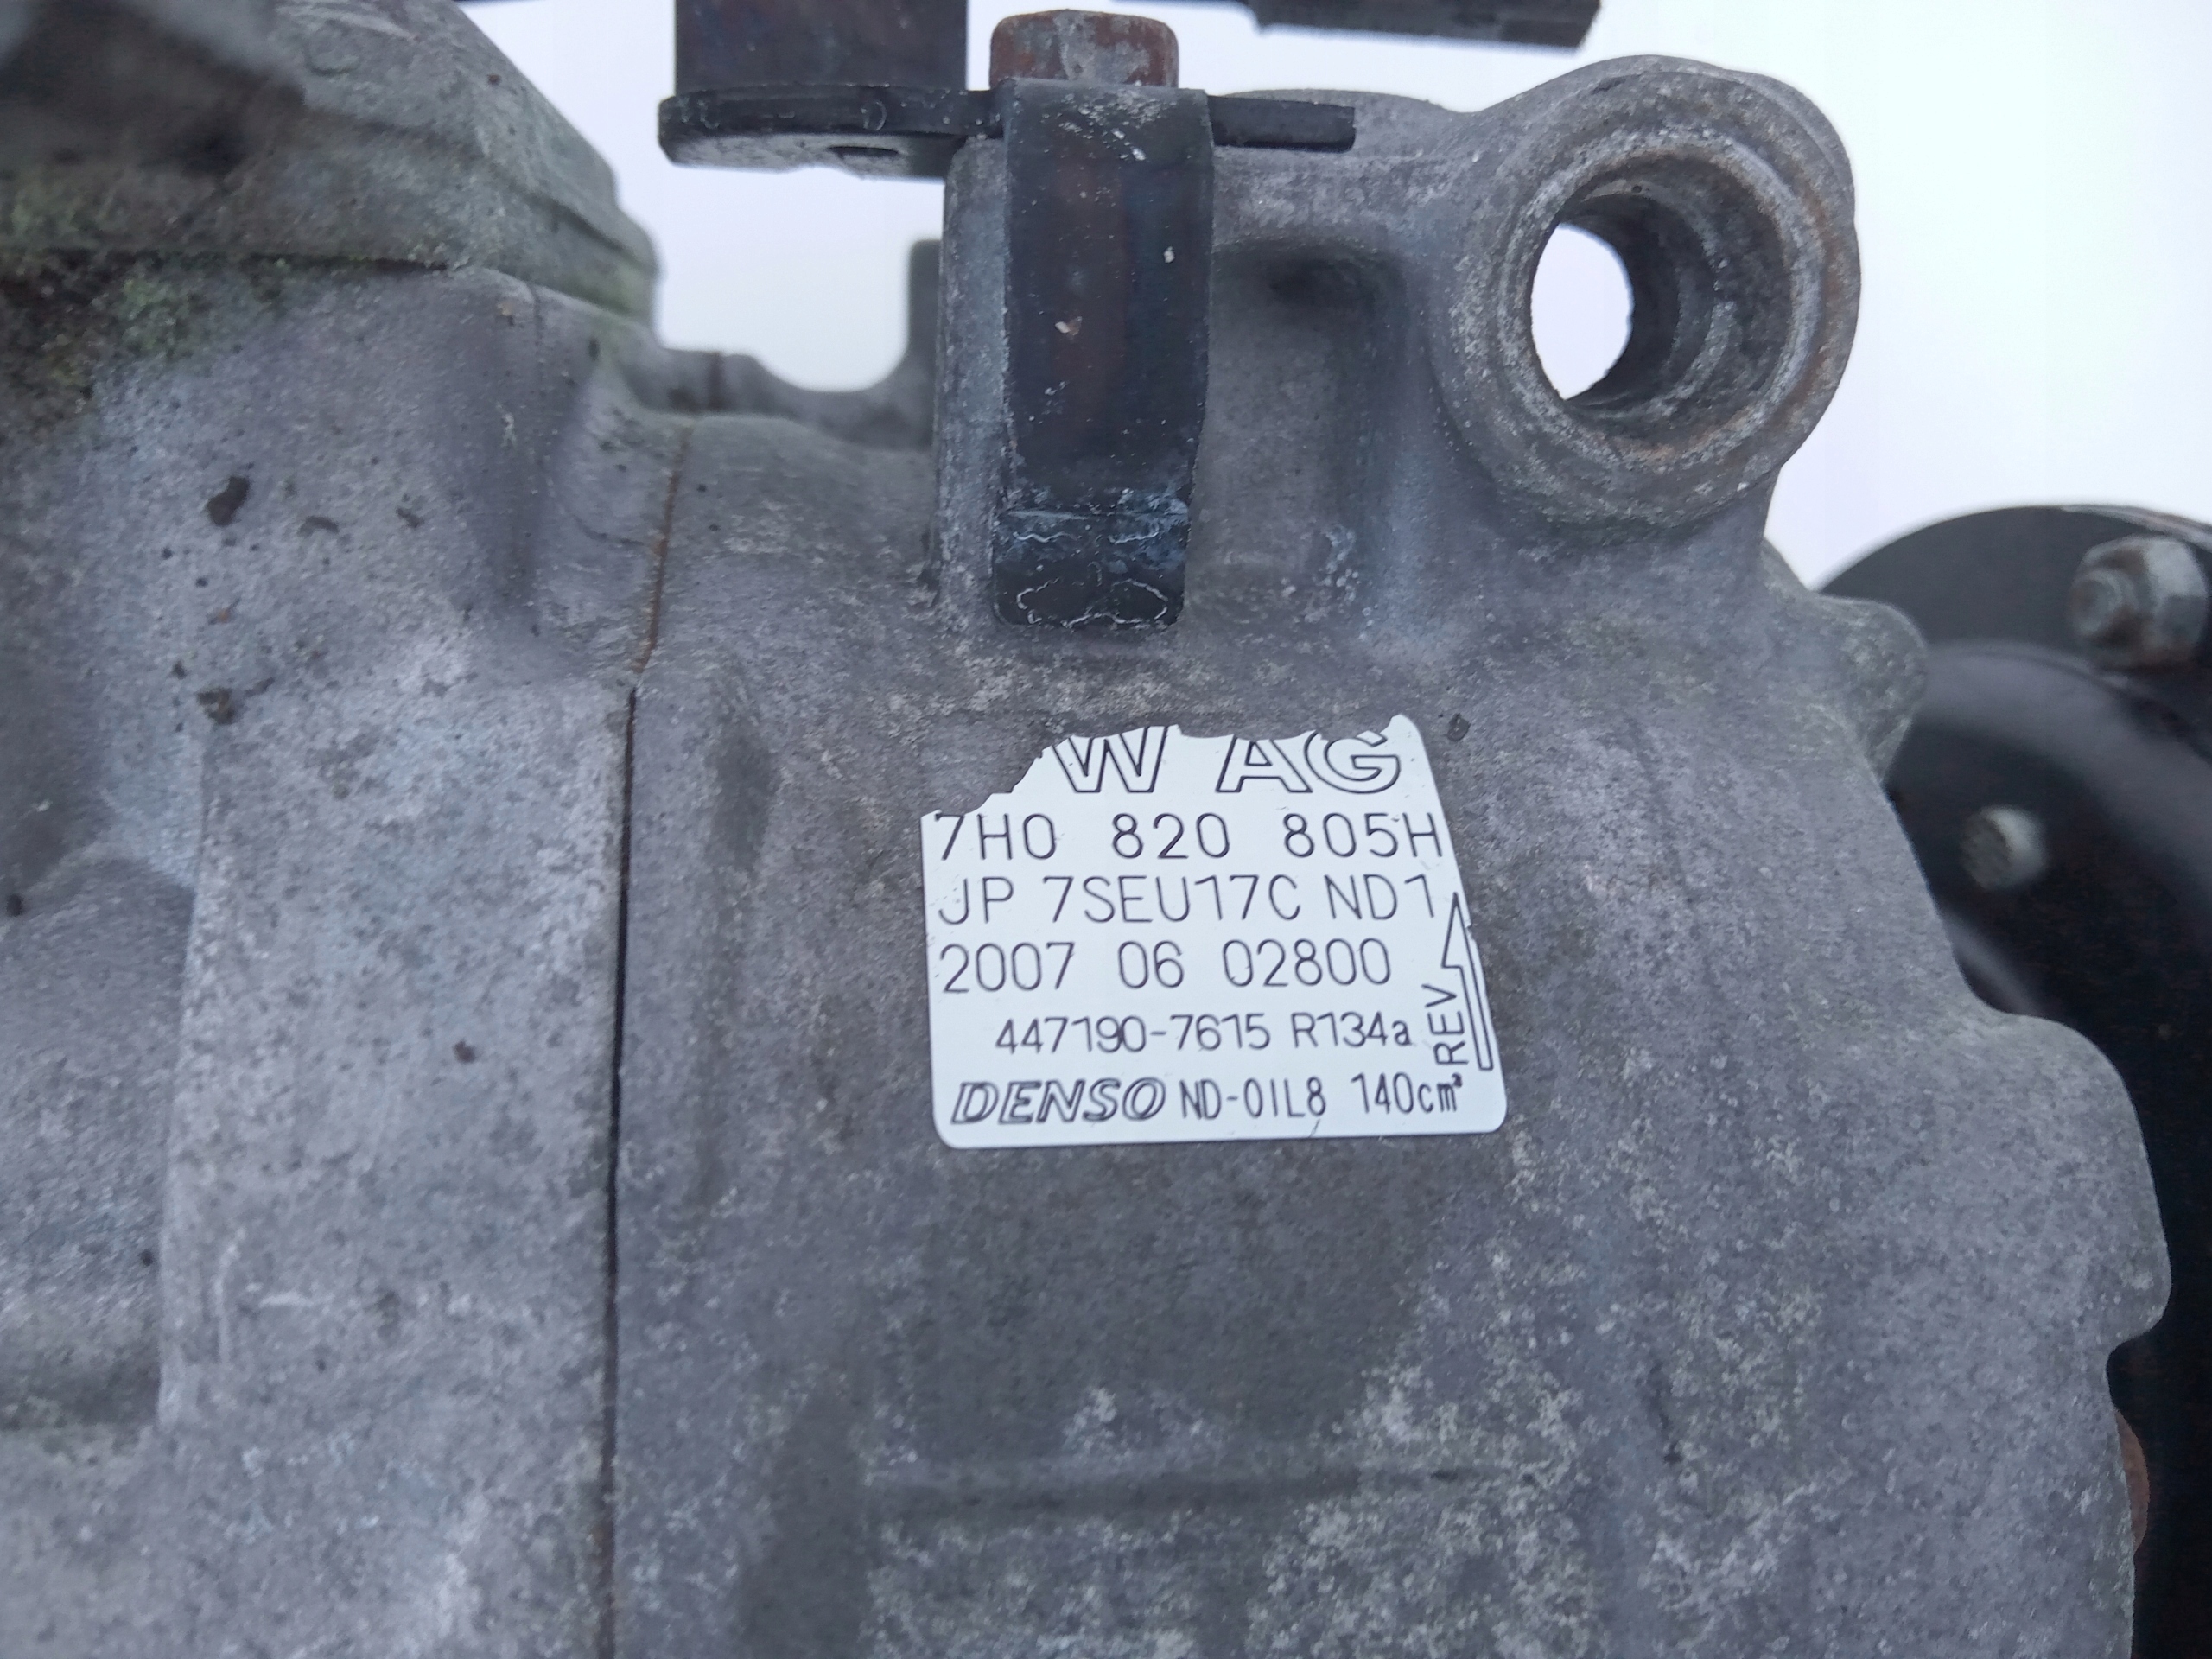 W AG
7H0 820 805H
JP 7SEU17C ND1
2007 06 02800
447190-7615 R134a
REV
DENSO ND-OIL8 140cm³